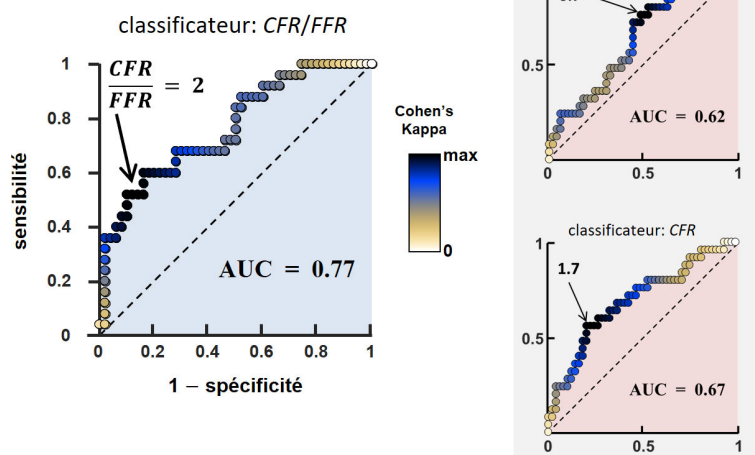 classificateur: CFR/FFR
sensibilité
1
0.8
0.6
0.4
0.2
0
CFR/FFR = 2
AUC = 0.77
0
0.2
0.4
0.6
0.8
1
1 – spécificité
Cohen's
Kappa
max
0
0.5
AUC = 0.62
0
0
0.5
1
classificateur: CFR
1
1.7
0.5
AUC = 0.67
0
0
0.5
1